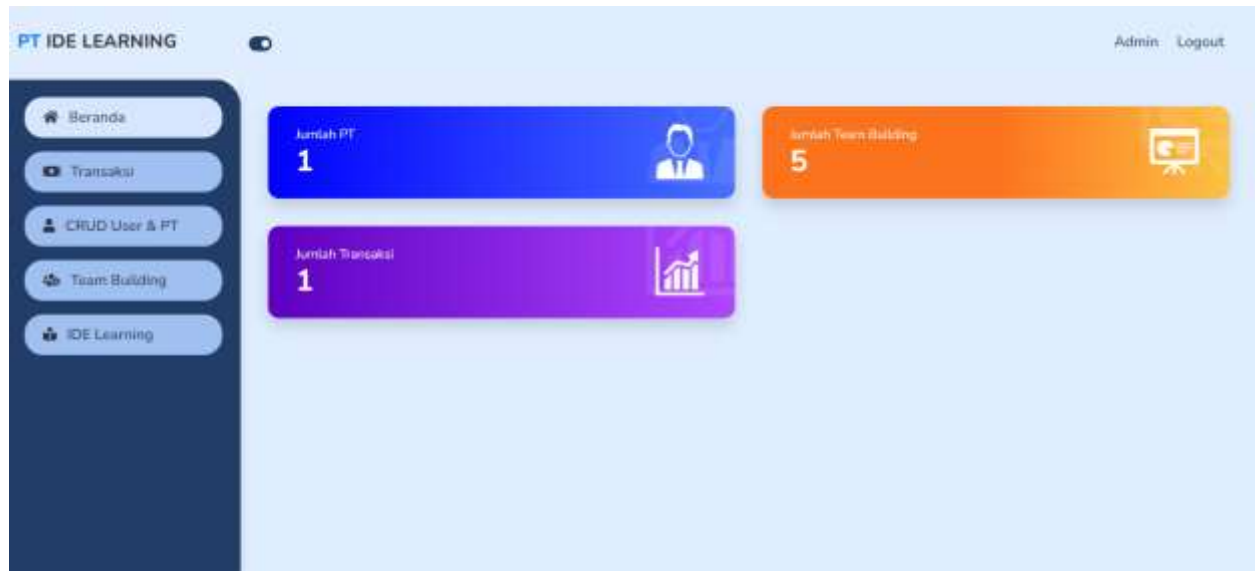 PT IDE LEARNING
Admin Logout
Beranda
Transaksi
CRUD User & PT
Team Building
IDE Learning
Jumlah PT
1
Jumlah Team Building
5
Jumlah Transaksi
1